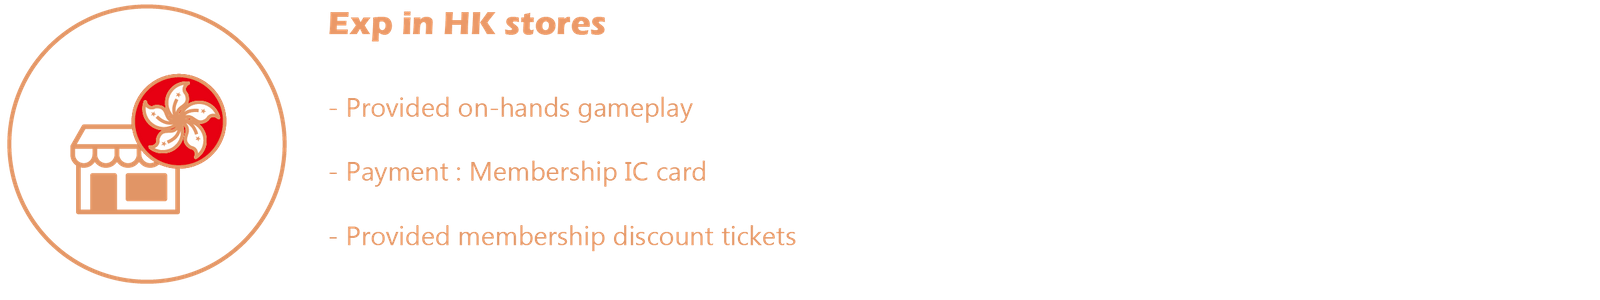 Exp in HK stores
- Provided on-hands gameplay
- Payment : Membership IC card
- Provided membership discount tickets